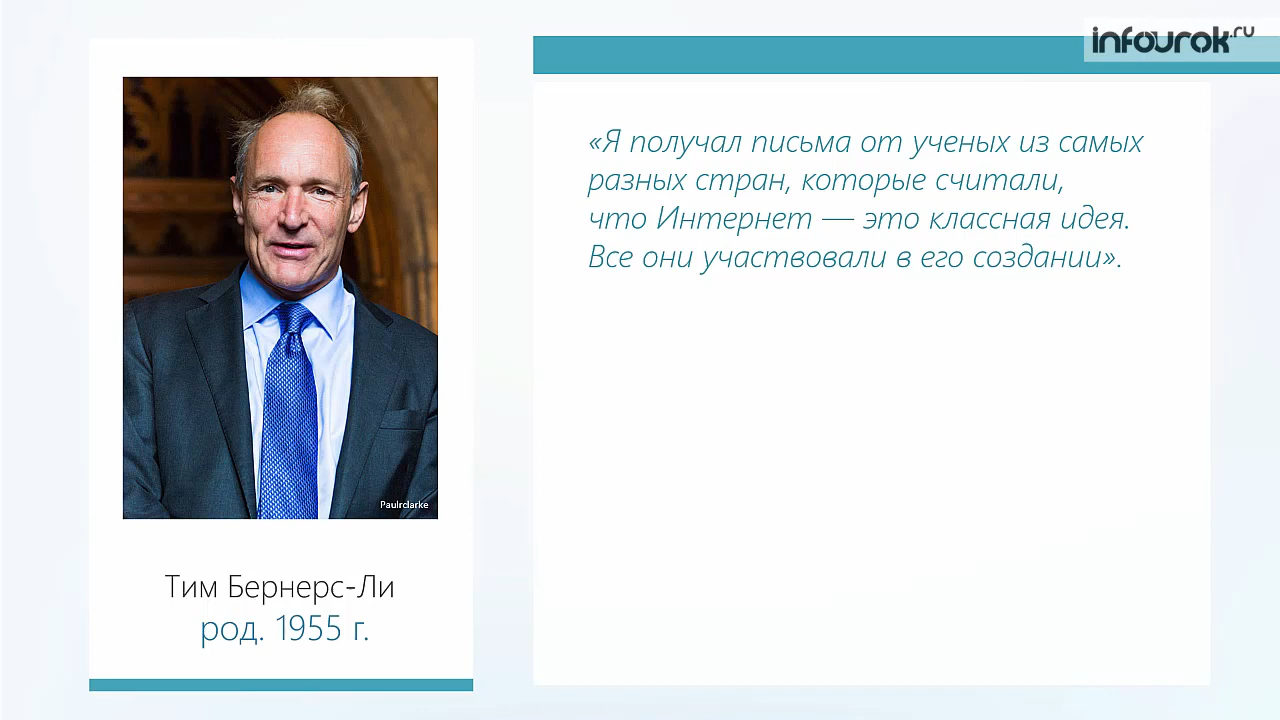 infourok.ru
«Я получал письма от ученых из самых
разных стран, которые считали,
что Интернет — это классная идея.
Все они участвовали в его создании».
Paulrclarke
Тим Бернерс-Ли
род. 1955 г.